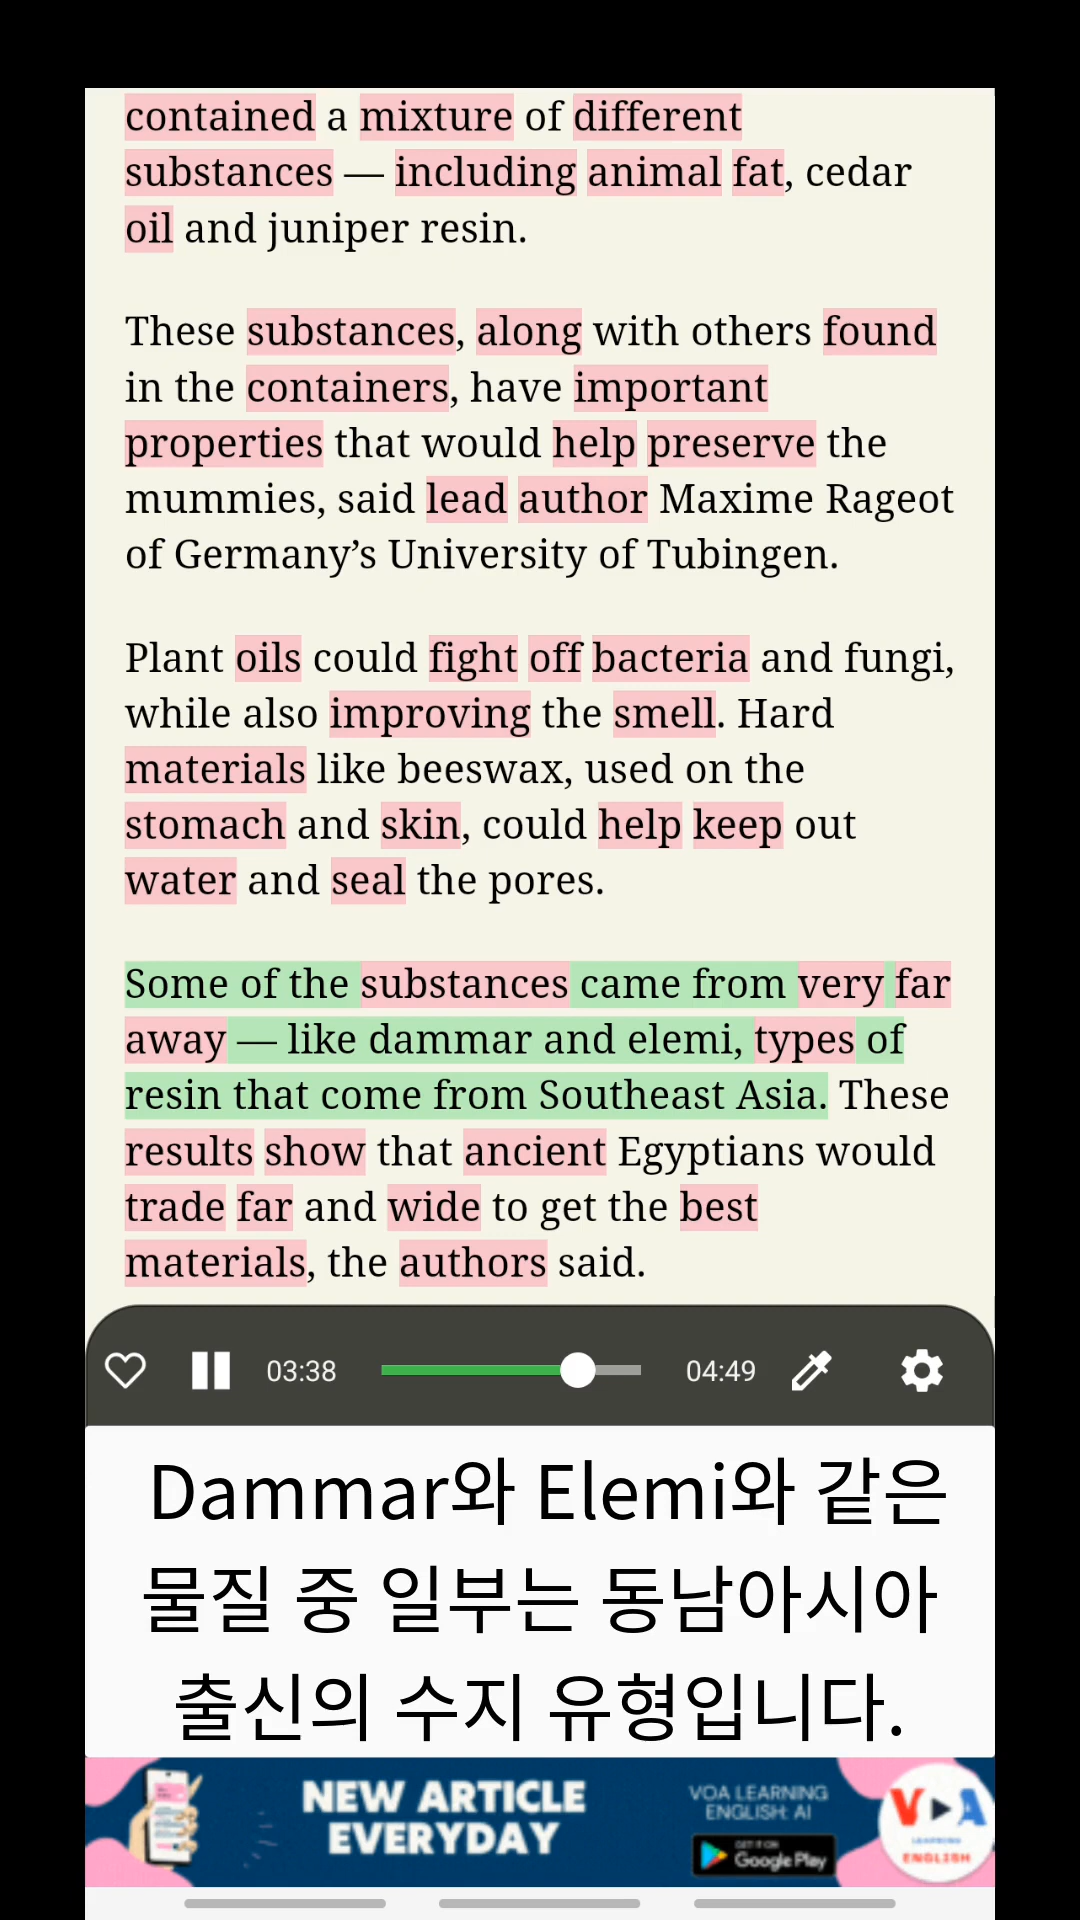 contained a mixture of different
substances — including animal fat, cedar
oil and juniper resin.
These substances, along with others found
in the containers, have important
properties that would help preserve the
mummies, said lead author Maxime Rageot
of Germany’s University of Tubingen.
Plant oils could fight off bacteria and fungi,
while also improving the smell. Hard
materials like beeswax, used on the
stomach and skin, could help keep out
water and seal the pores.
Some of the substances came from very far
away — like dammar and elemi, types of
resin that come from Southeast Asia. These
results show that ancient Egyptians would
trade far and wide to get the best
materials, the authors said.
03:38 04:49
Dammar와 Elemi와 같은
물질 중 일부는 동남아시아
출신의 수지 유형입니다.
NEW ARTICLE
EVERYDAY
VOA LEARNING
ENGLISH: AI
GET IT ON
Google Play
VOA
LEARNING
ENGLISH